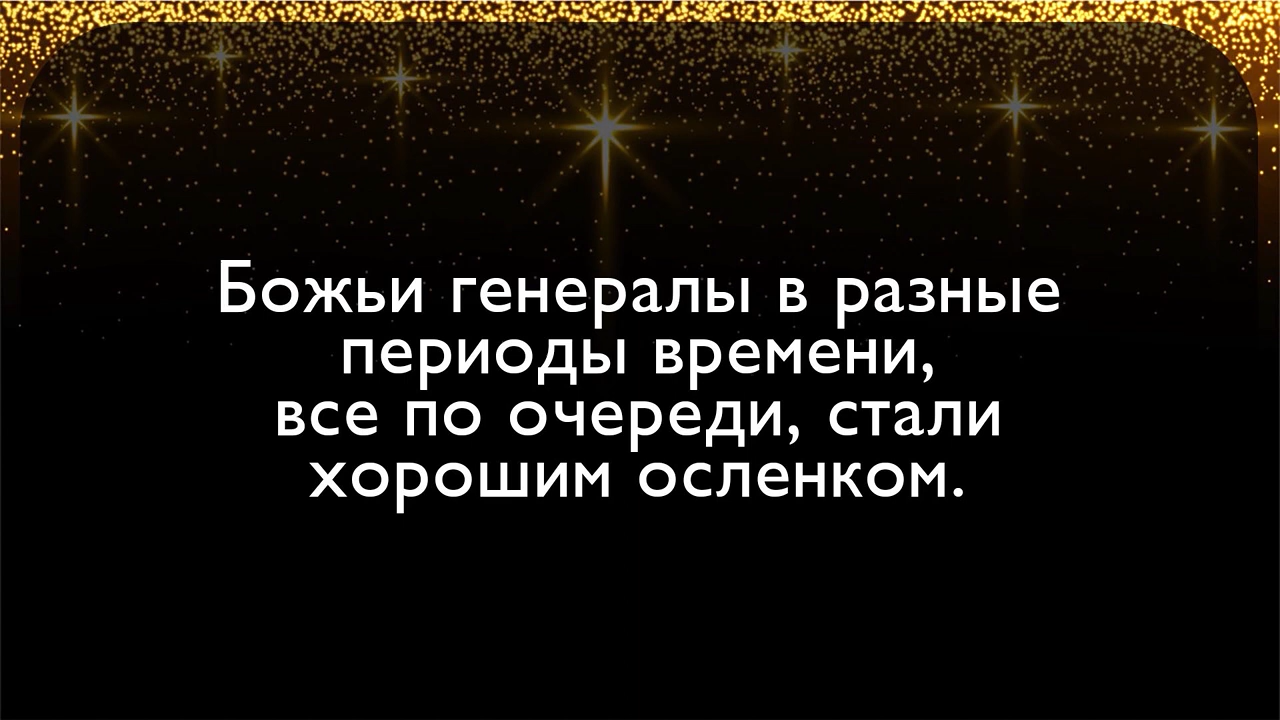 Божьи генералы в разные
периоды времени,
все по очереди, стали
хорошим осленком.